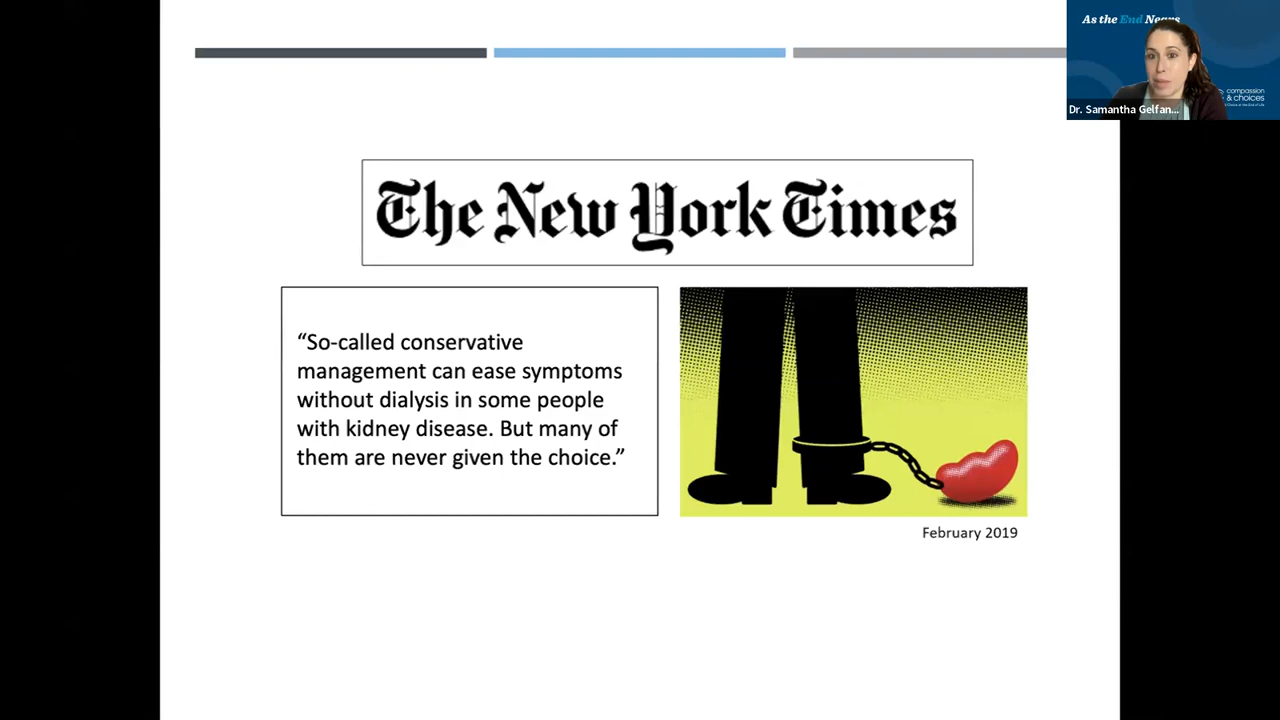 As the End Nears
compassion
& choices
Dr. Samantha Gelfan...
The New York Times
“So-called conservative
management can ease symptoms
without dialysis in some people
with kidney disease. But many of
them are never given the choice.”
February 2019